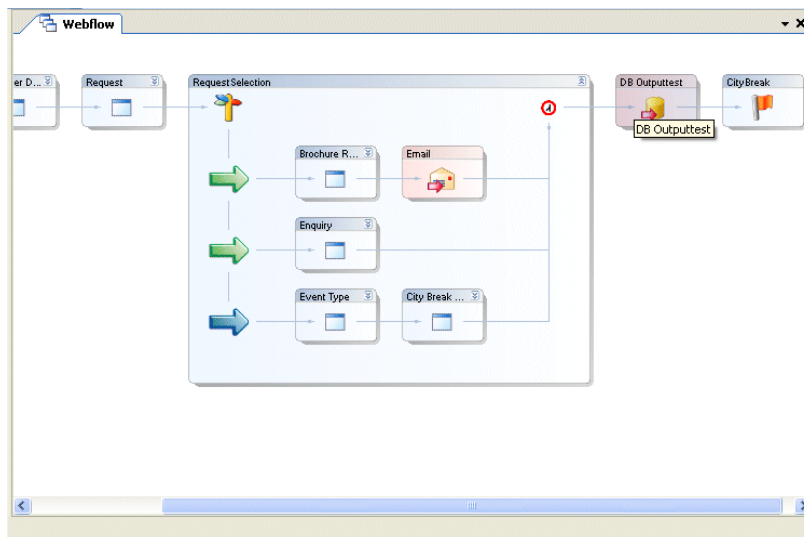 Webflow
er D...
Request
RequestSelection
DB Outputtest
CityBreak
DB Outputtest
Brochure R...
Email
Enquiry
Event Type
City Break ...